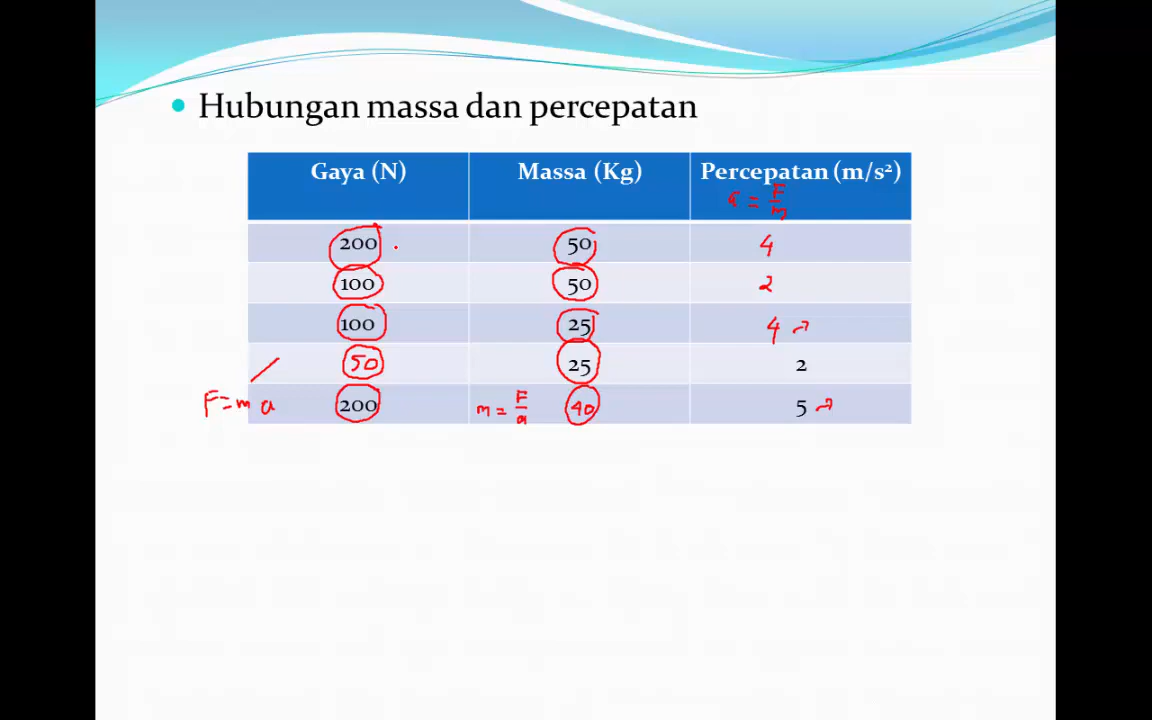 Hubungan massa dan percepatan
Gaya (N) Massa (Kg) Percepatan (m/s²)
a = F/m
200 50 4
100 50 2
100 25 4
50 25 2
F = m a 200 m = F/a 40 5